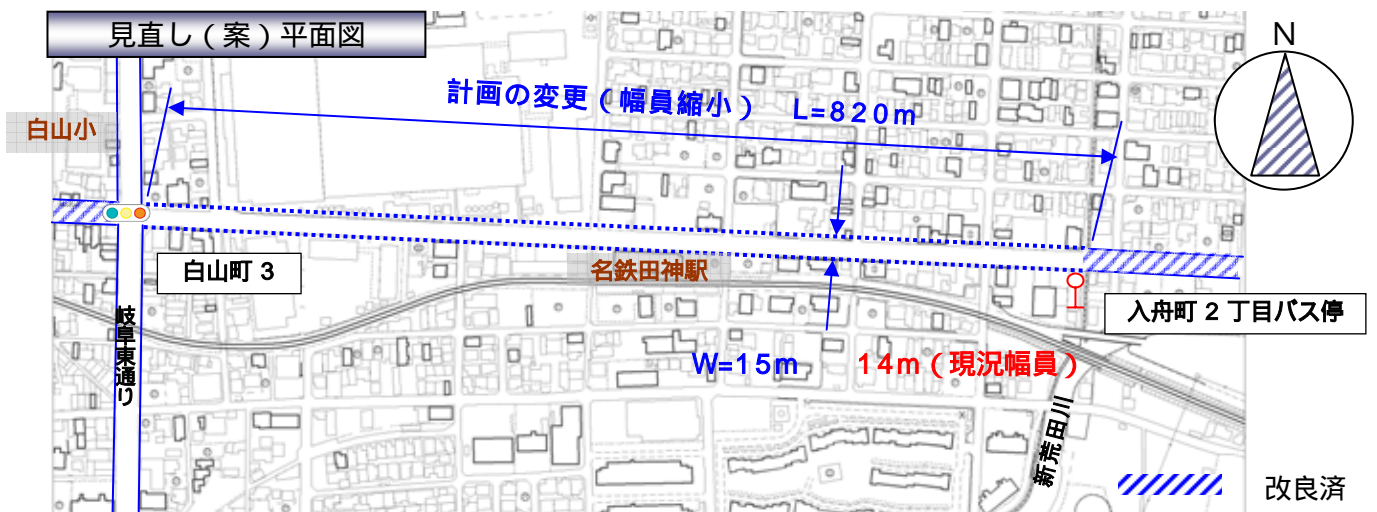 見直し（案）平面図
N
計画の変更（幅員縮小）　L=820m
白山小
白山町 3
名鉄田神駅
入舟町 2 丁目バス停
岐阜東通り
W=15m　14m（現況幅員）
新荒田川
改良済